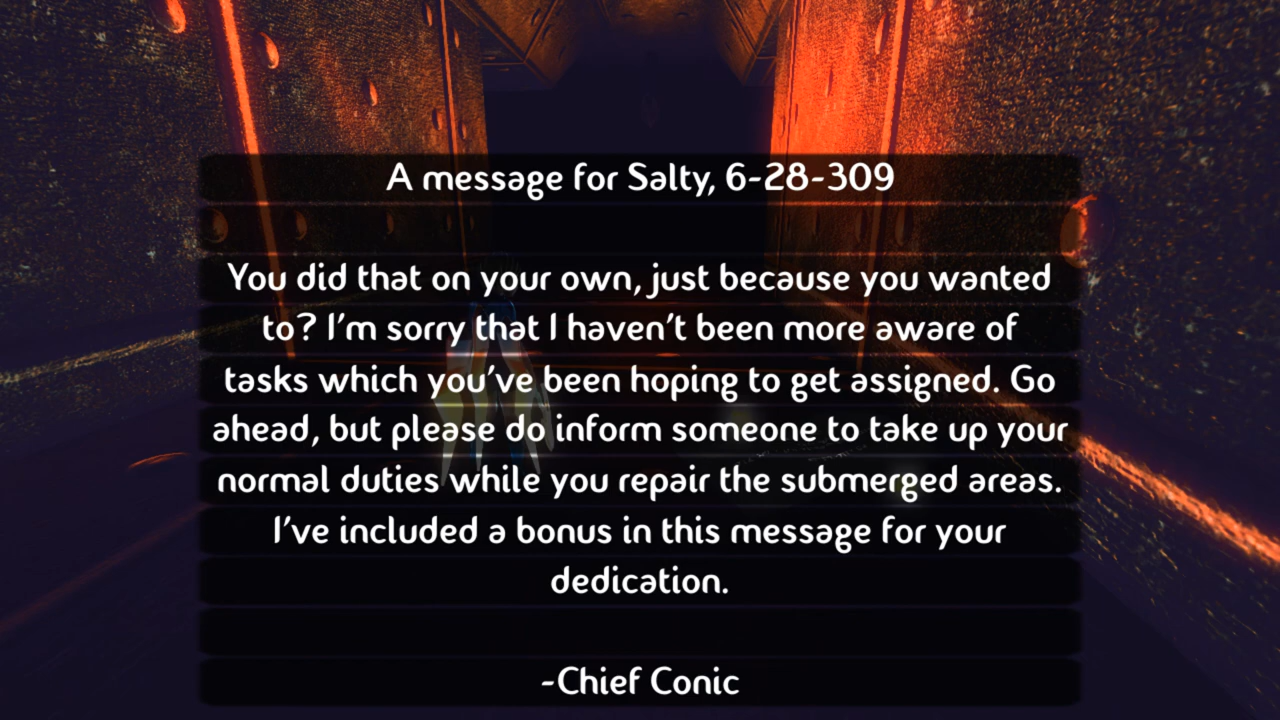 A message for Salty, 6-28-309
You did that on your own, just because you wanted
to? I'm sorry that I haven't been more aware of
tasks which you've been hoping to get assigned. Go
ahead, but please do inform someone to take up your
normal duties while you repair the submerged areas.
I've included a bonus in this message for your
dedication.
-Chief Conic